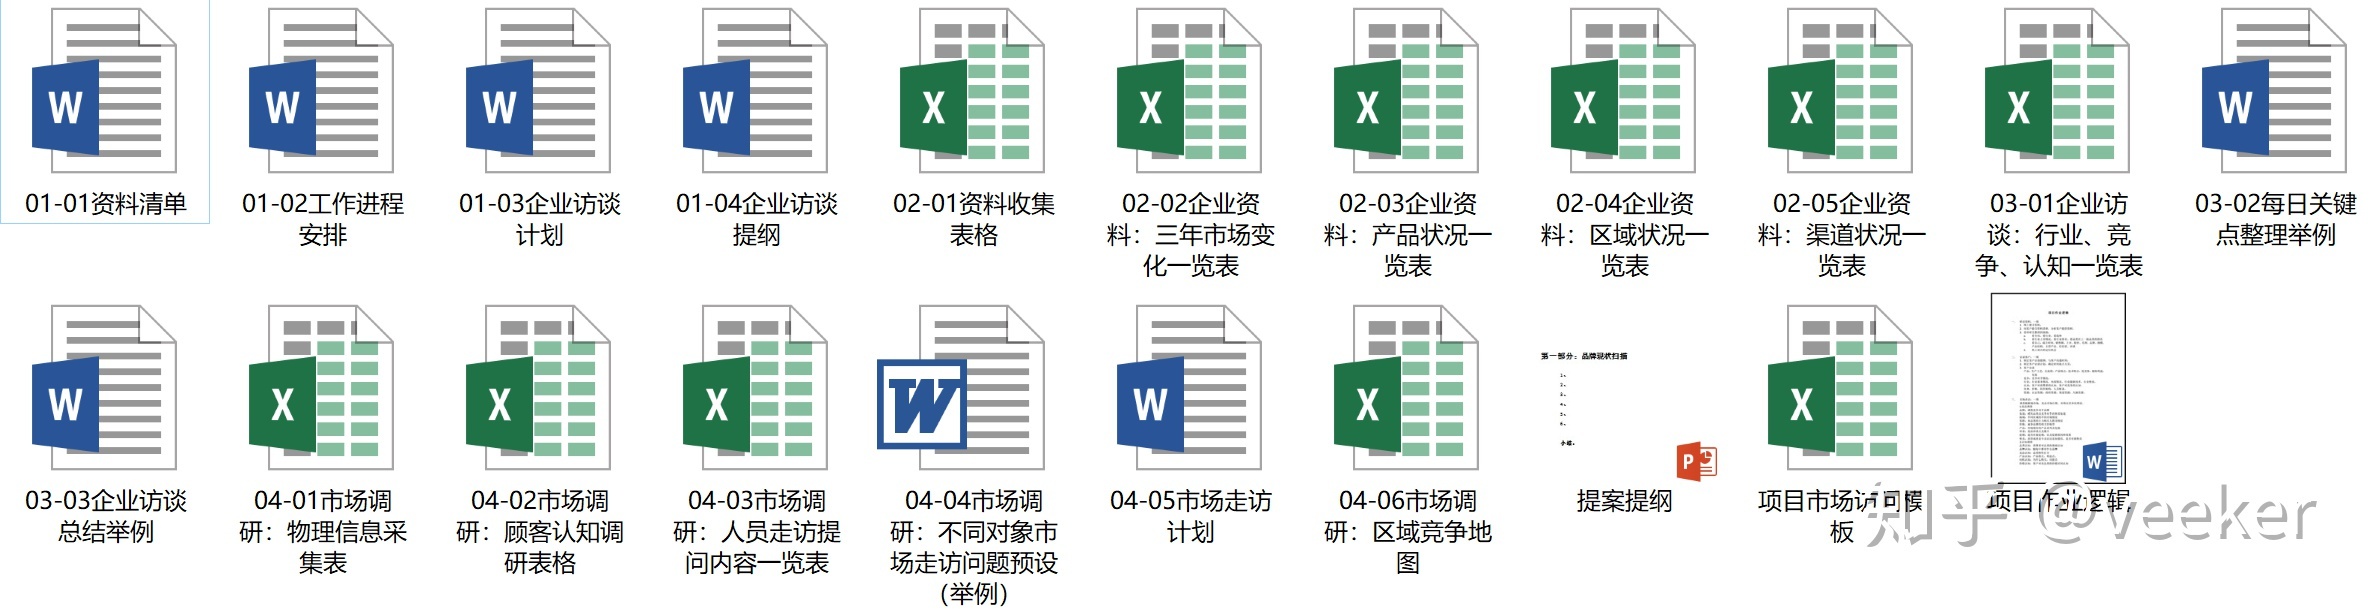 01-01资料清单
01-02工作进程
安排
01-03企业访谈
计划
01-04企业访谈
提纲
02-01资料收集
表格
02-02企业资
料：三年市场变
化一览表
02-03企业资
料：产品状况一
览表
02-04企业资
料：区域状况一
览表
02-05企业资
料：渠道状况一
览表
03-01企业访
谈：行业、竞
争、认知一览表
03-02每日关键
点整理举例
03-03企业访谈
总结举例
04-01市场调
研：物理信息采
集表
04-02市场调
研：顾客认知调
研表格
04-03市场调
研：人员走访提
问内容一览表
04-04市场调
研：不同对象市
场走访问题预设
（举例）
04-05市场走访
计划
04-06市场调
研：区域竞争地
图
第一部分：品牌现状扫描
1、
2、
3、
4、
5、
6、
小结：
提案提纲
项目市场访问模
板
项目作业逻辑
知乎 @veeker